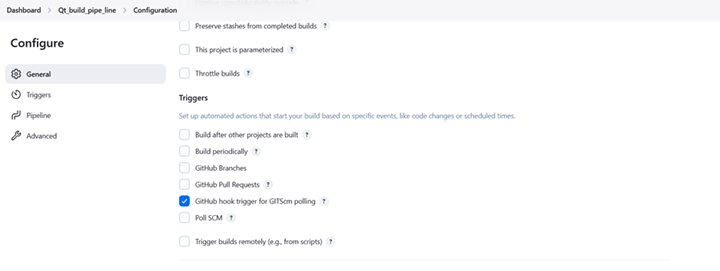 Dashboard > Qt_build_pipe_line > Configuration
Configure
General
Triggers
Pipeline
Advanced
Preserve stashes from completed builds ?
This project is parameterized ?
Throttle builds ?
Triggers
Set up automated actions that start your build based on specific events, like code changes or scheduled times.
Build after other projects are built ?
Build periodically ?
GitHub Branches
GitHub Pull Requests ?
GitHub hook trigger for GITScm polling ?
Poll SCM ?
Trigger builds remotely (e.g., from scripts) ?